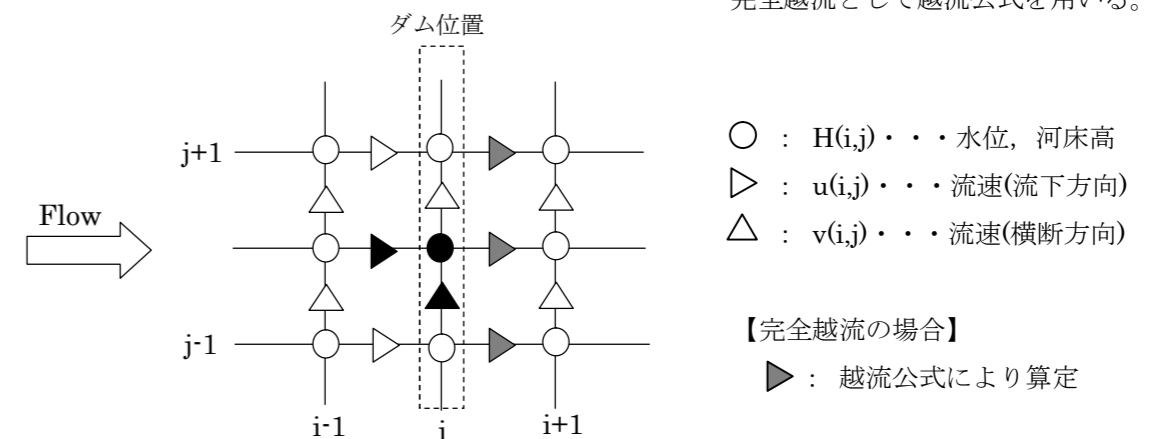 完全越流として越流公式を用いる。
ダム位置
j+1
Flow
j-1
i-1
i
i+1
○ : H(i,j)・・・水位，河床高
▷ : u(i,j)・・・流速(流下方向)
△ : v(i,j)・・・流速(横断方向)
【完全越流の場合】
▶ : 越流公式により算定